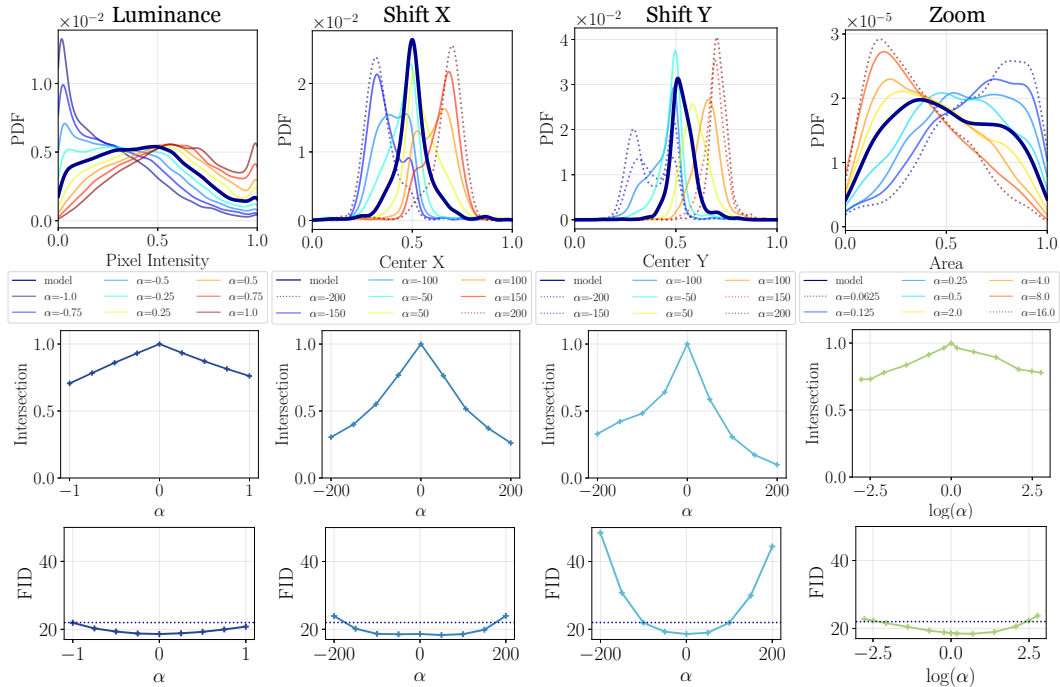 Luminance Shift X Shift Y Zoom
×10⁻² ×10⁻² ×10⁻² ×10⁻⁵
PDF PDF PDF PDF
1.0 2 4 3
0.5 1 3 2
0.0 0 2 1
1 0
0
0.0 0.5 1.0 0.0 0.5 1.0 0.0 0.5 1.0 0.0 0.5 1.0
Pixel Intensity Center X Center Y Area
model α=-0.5 α=0.5 model α=-100 α=100 model α=-100 α=100 model α=0.25 α=4.0
α=-1.0 α=-0.25 α=0.75 α=-200 α=-50 α=150 α=-200 α=-50 α=150 α=0.0625 α=0.5 α=8.0
α=-0.75 α=0.25 α=1.0 α=-150 α=50 α=200 α=-150 α=50 α=200 α=0.125 α=2.0 α=16.0
Intersection Intersection Intersection Intersection
1.0 1.0 1.0 1.0
0.5 0.5 0.5 0.5
0.0 0.0 0.0 0.0
−1 0 1 −200 0 200 −200 0 200 −2.5 0.0 2.5
α α α log(α)
FID FID FID FID
40 40 40 40
20 20 20 20
−1 0 1 −200 0 200 −200 0 200 −2.5 0.0 2.5
α α α log(α)